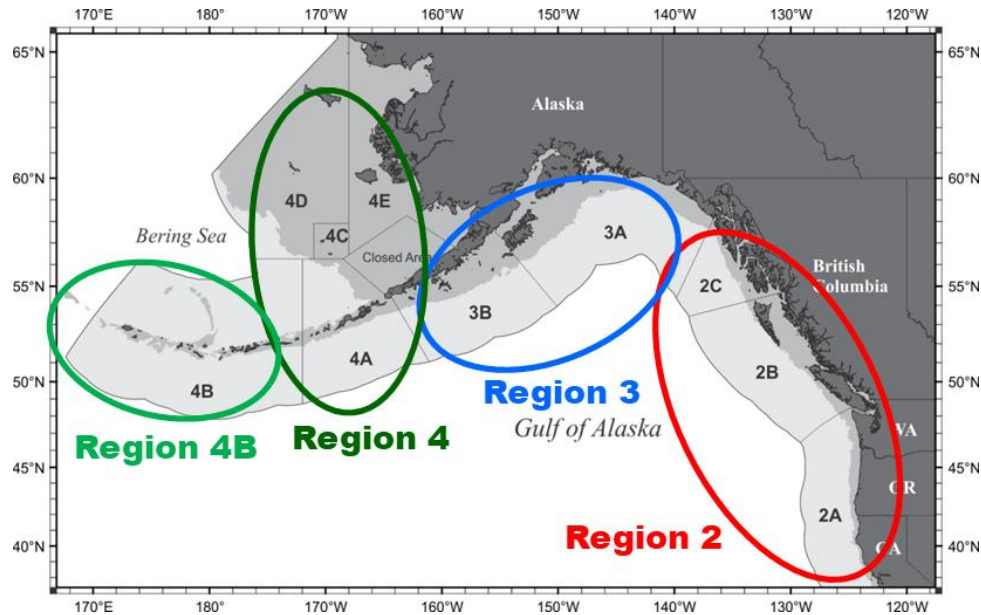 170°E 180° 170°W 160°W 150°W 140°W 130°W 120°W
65°N 65°N
Alaska
60°N 60°N
4D 4E
4C
Bering Sea
3A
Closed Area
British
Columbia
55°N 55°N
2C
3B
4A
2B
50°N 50°N
4B
Region 3
Region 4
Region 4B
Gulf of Alaska
WA
45°N 45°N
OR
2A
Region 2
40°N 40°N
CA
170°E 180° 170°W 160°W 150°W 140°W 130°W 120°W